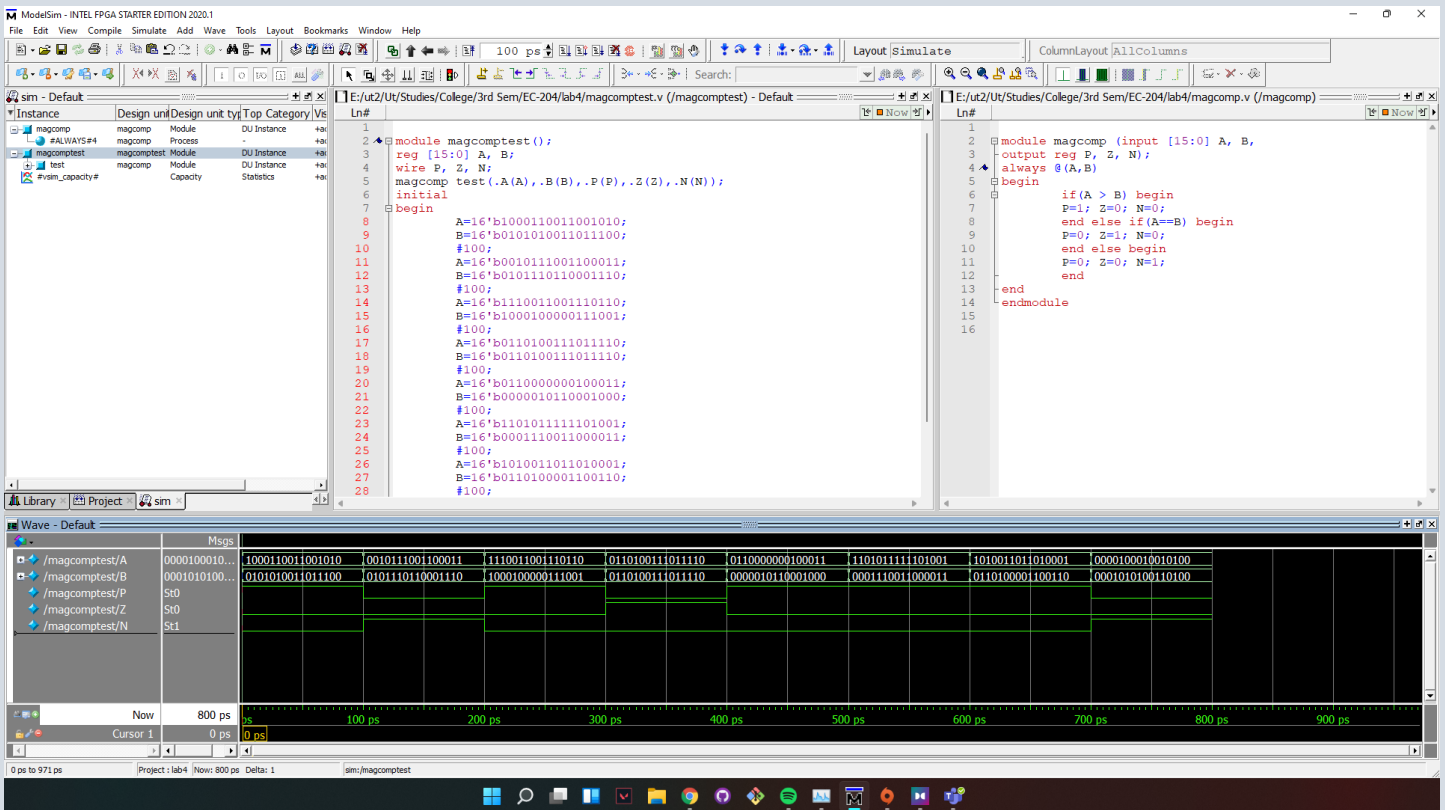 ModelSim - INTEL FPGA STARTER EDITION 2020.1
File Edit View Compile Simulate Add Wave Tools Layout Bookmarks Window Help
100 ps
Layout Simulate
ColumnLayout AllColumns
Search:
sim - Default
Instance Design unit Design unit typ Top Category Vis
magcomp magcomp Module DU Instance +ac
#ALWAYS#4 magcomp Process - +ac
magcomptest magcomptest Module DU Instance +ac
test magcomp Module DU Instance +ac
#vsim_capacity# Capacity Statistics +ac
Library Project sim
E:/ut2/Ut/Studies/College/3rd Sem/EC-204/lab4/magcomptest.v (/magcomptest) - Default
Ln# Now
1
2 module magcomptest();
3 reg [15:0] A, B;
4 wire P, Z, N;
5 magcomp test(.A(A),.B(B),.P(P),.Z(Z),.N(N));
6 initial
7 begin
8 A=16'b1000110011001010;
9 B=16'b0101010011011100;
10 #100;
11 A=16'b0010111001100011;
12 B=16'b0101110110001110;
13 #100;
14 A=16'b1110011001110110;
15 B=16'b1000100000111001;
16 #100;
17 A=16'b0110100111011110;
18 B=16'b0110100111011110;
19 #100;
20 A=16'b0110000000100011;
21 B=16'b0000010110001000;
22 #100;
23 A=16'b1101011111101001;
24 B=16'b0001110011000011;
25 #100;
26 A=16'b1010011011010001;
27 B=16'b0110100001100110;
28 #100;
E:/ut2/Ut/Studies/College/3rd Sem/EC-204/lab4/magcomp.v (/magcomp)
Ln# Now
1
2 module magcomp (input [15:0] A, B,
3 output reg P, Z, N);
4 always @(A,B)
5 begin
6 if(A > B) begin
7 P=1; Z=0; N=0;
8 end else if(A==B) begin
9 P=0; Z=1; N=0;
10 end else begin
11 P=0; Z=0; N=1;
12 end
13 end
14 endmodule
15
16
Wave - Default
Msgs
/magcomptest/A 0000100010... 1000110011001010 0010111001100011 1110011001110110 0110100111011110 0110000000100011 1101011111101001 1010011011010001 0000100010010100
/magcomptest/B 0001010100... 0101010011011100 0101110110001110 1000100000111001 0110100111011110 0000010110001000 0001110011000011 0110100001100110 0001010100110100
/magcomptest/P St0
/magcomptest/Z St0
/magcomptest/N St1
Now 800 ps ps 100 ps 200 ps 300 ps 400 ps 500 ps 600 ps 700 ps 800 ps 900 ps
Cursor 1 0 ps 0 ps
0 ps to 971 ps Project : lab4 Now: 800 ps Delta: 1 sim:/magcomptest